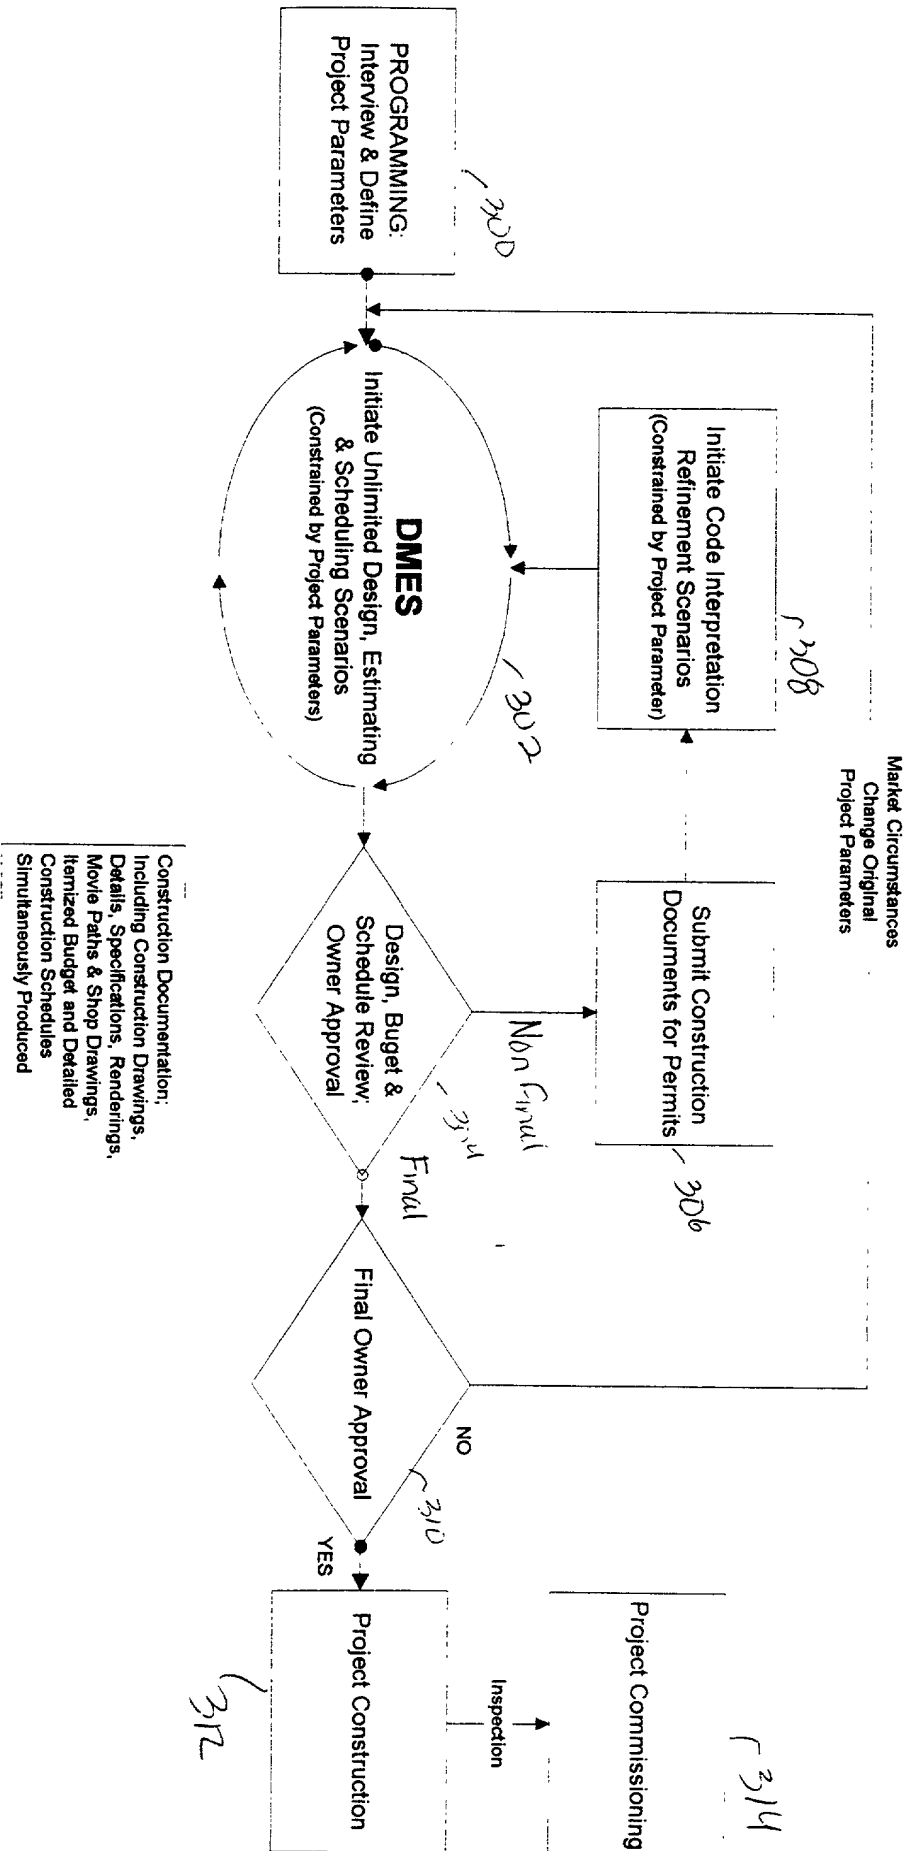 Market Circumstances
Change Original
Project Parameters
308
Initiate Code Interpretation
Refinement Scenarios
(Constrained by Project Parameter)
Submit Construction
Documents for Permits
306
314
Project Commissioning
300
PROGRAMMING:
Interview & Define
Project Parameters
302
DMES
Initiate Unlimited Design, Estimating
& Scheduling Scenarios
(Constrained by Project Parameters)
Non Final
Design, Buget &
Schedule Review;
Owner Approval
Final
NO
310
Final Owner Approval
YES
Inspection
Project Construction
312
Construction Documentation;
Including Construction Drawings,
Details, Specifications, Renderings,
Movie Paths & Shop Drawings,
Itemized Budget and Detailed
Construction Schedules
Simultaneously Produced